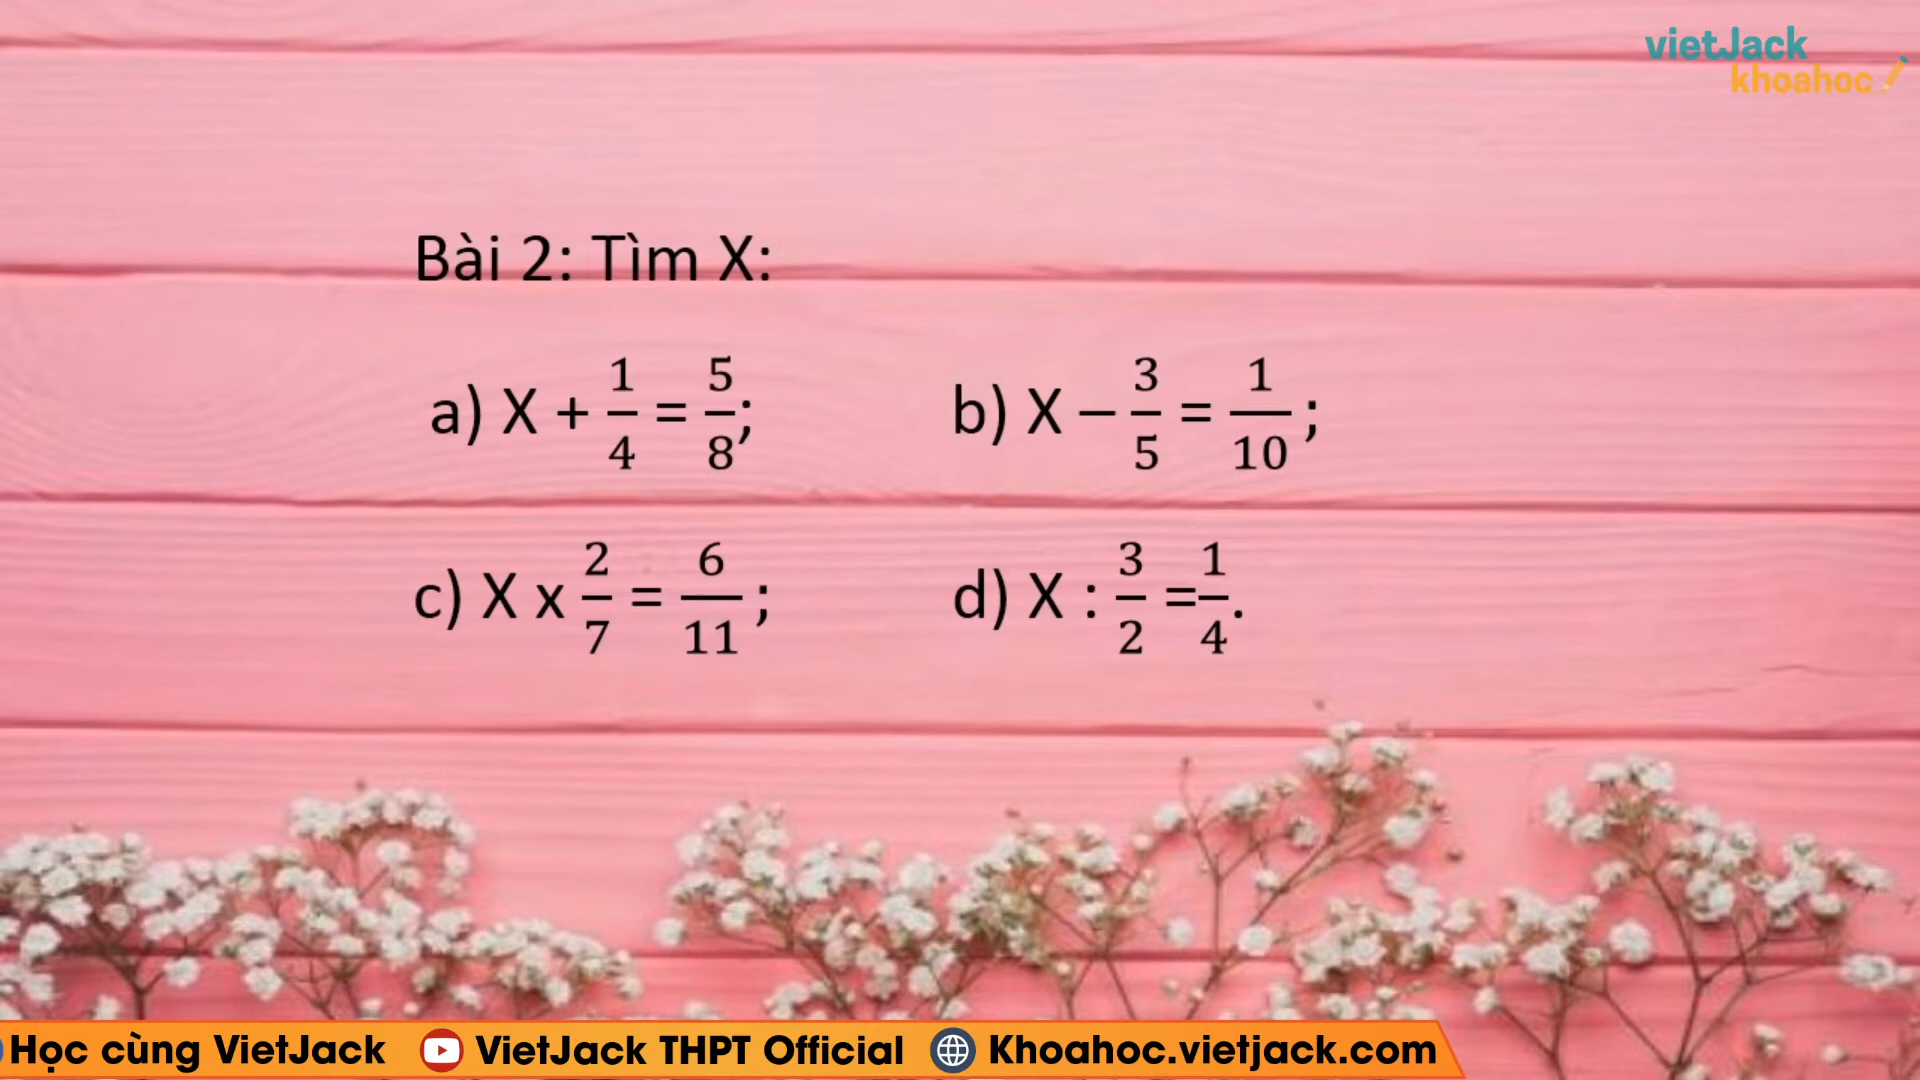 vietJack
khoahoc
Bài 2: Tìm X:
a) X + 1/4 = 5/8; b) X − 3/5 = 1/10 ;
c) X x 2/7 = 6/11 ; d) X : 3/2 =1/4.
Học cùng VietJack VietJack THPT Official Khoahoc.vietjack.com